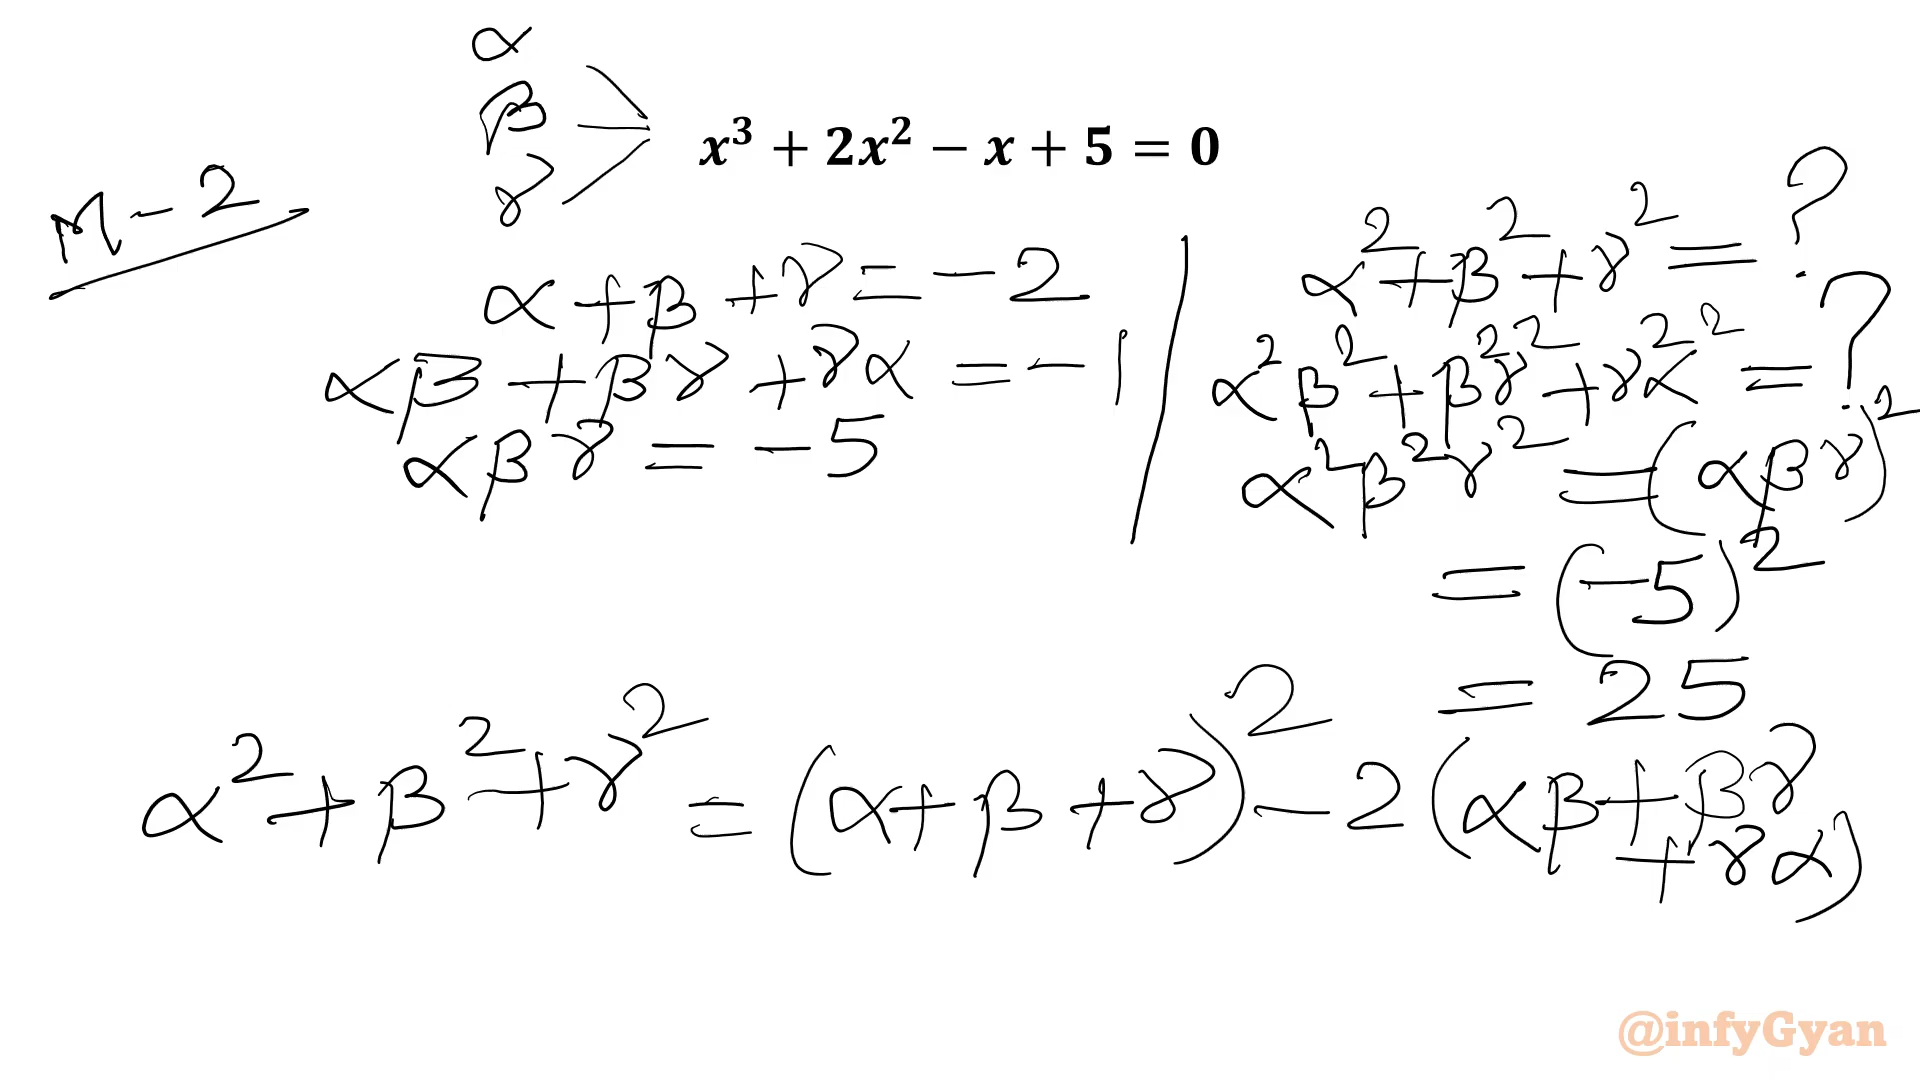 α
β
γ
x³ + 2x² − x + 5 = 0
M-2
α + β + γ = -2
αβ + βγ + γα = -1
αβγ = -5
α² + β² + γ² = ?
α²β² + β²γ² + γ²α² = ?
α²β²γ² = (αβγ)²
= (-5)²
= 25
α² + β² + γ² = (α + β + γ)² - 2(αβ + βγ
+ γα)
@infyGyan